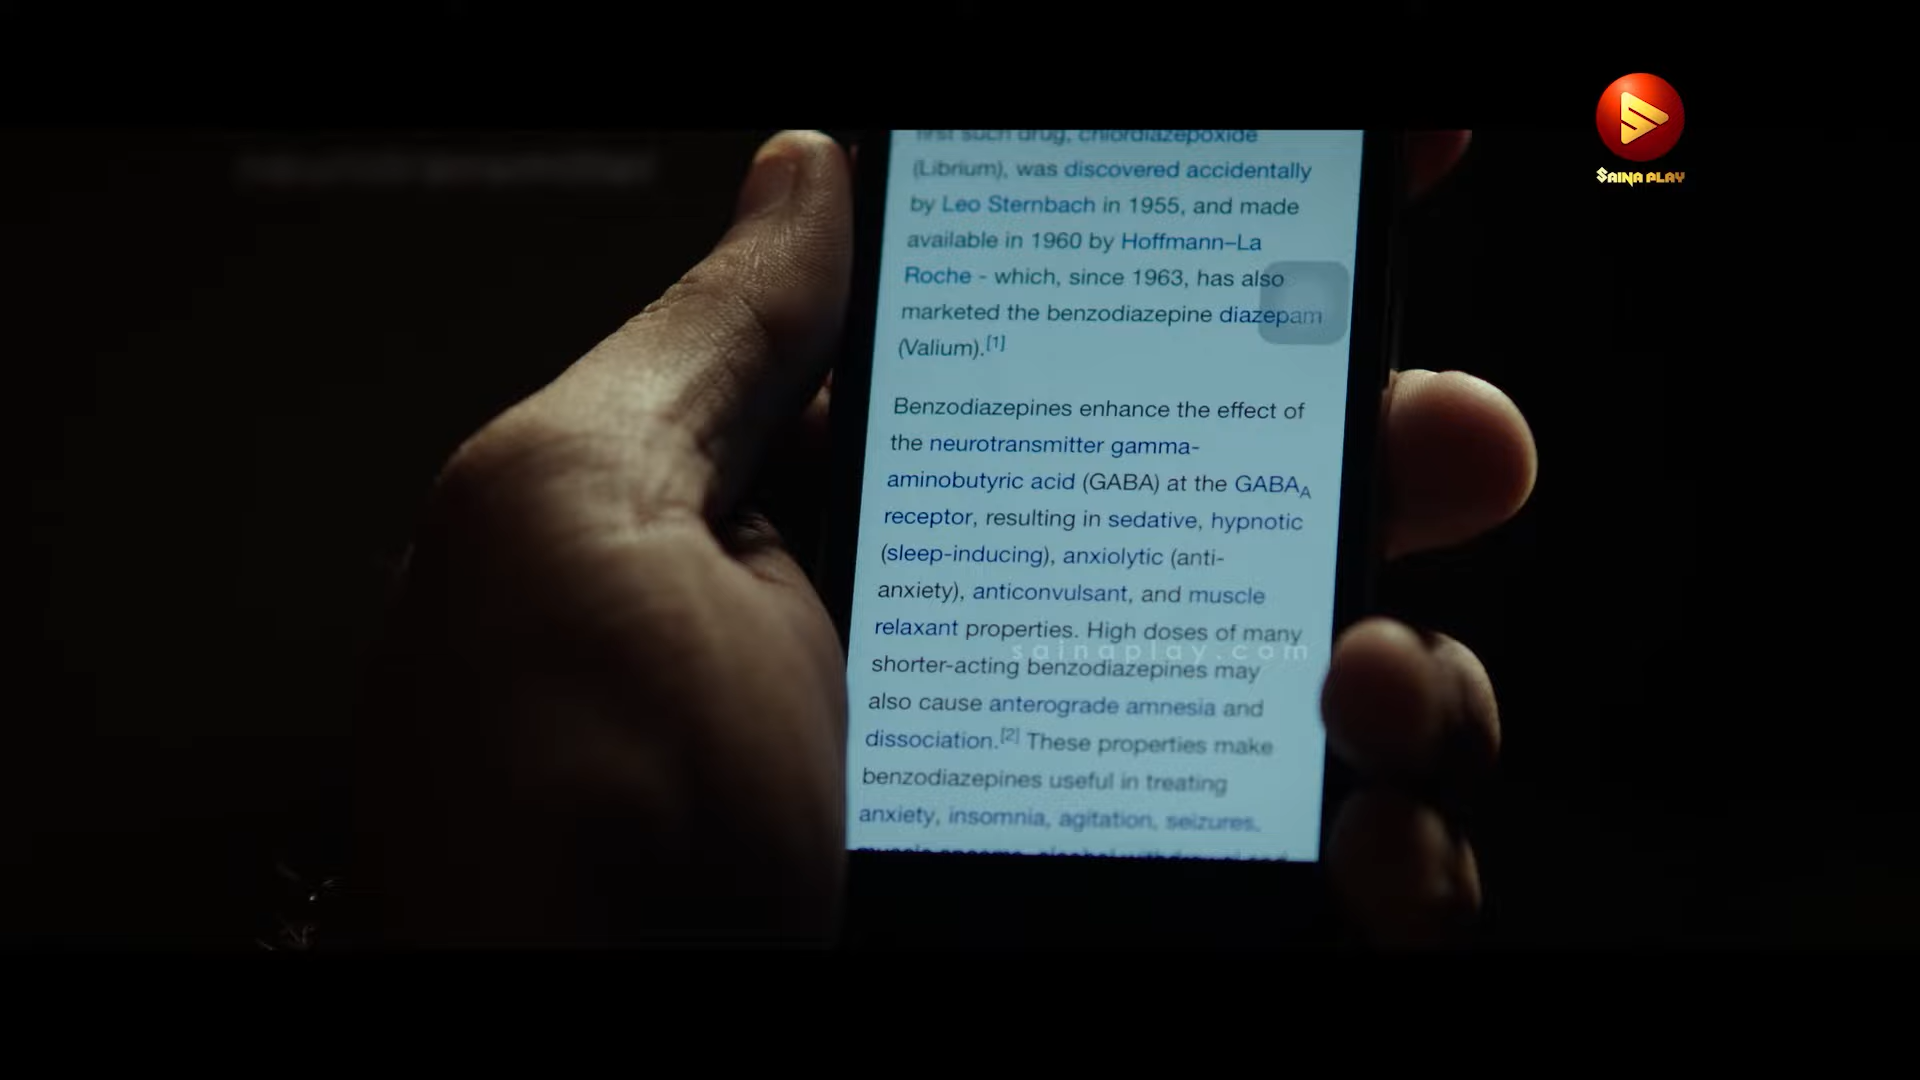 SAINA PLAY
first such drug, chlordiazepoxide
(Librium), was discovered accidentally
by Leo Sternbach in 1955, and made
available in 1960 by Hoffmann–La
Roche - which, since 1963, has also
marketed the benzodiazepine diazepam
(Valium).[1]
Benzodiazepines enhance the effect of
the neurotransmitter gamma-
aminobutyric acid (GABA) at the GABAA
receptor, resulting in sedative, hypnotic
(sleep-inducing), anxiolytic (anti-
anxiety), anticonvulsant, and muscle
relaxant properties. High doses of many
sainaplay.com
shorter-acting benzodiazepines may
also cause anterograde amnesia and
dissociation.[2] These properties make
benzodiazepines useful in treating
anxiety, insomnia, agitation, seizures,